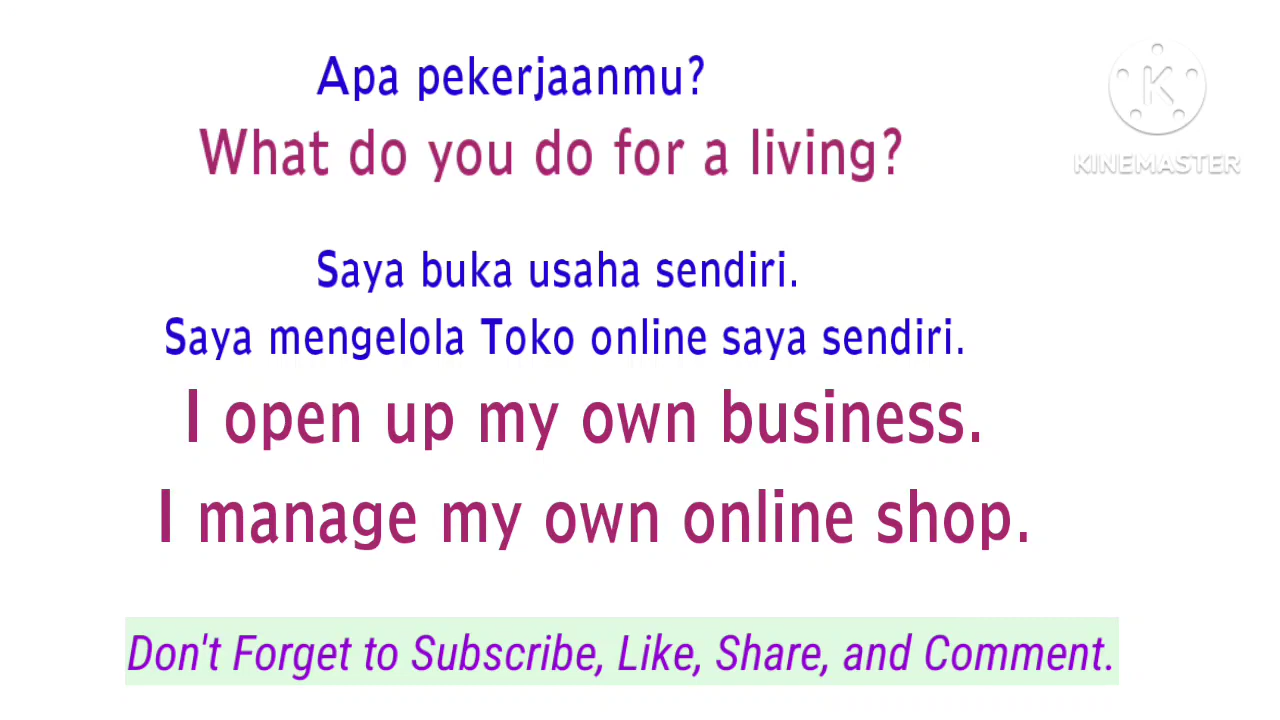 Apa pekerjaanmu?
What do you do for a living?
Saya buka usaha sendiri.
Saya mengelola Toko online saya sendiri.
I open up my own business.
I manage my own online shop.
Don't Forget to Subscribe, Like, Share, and Comment.
K
KINEMASTER